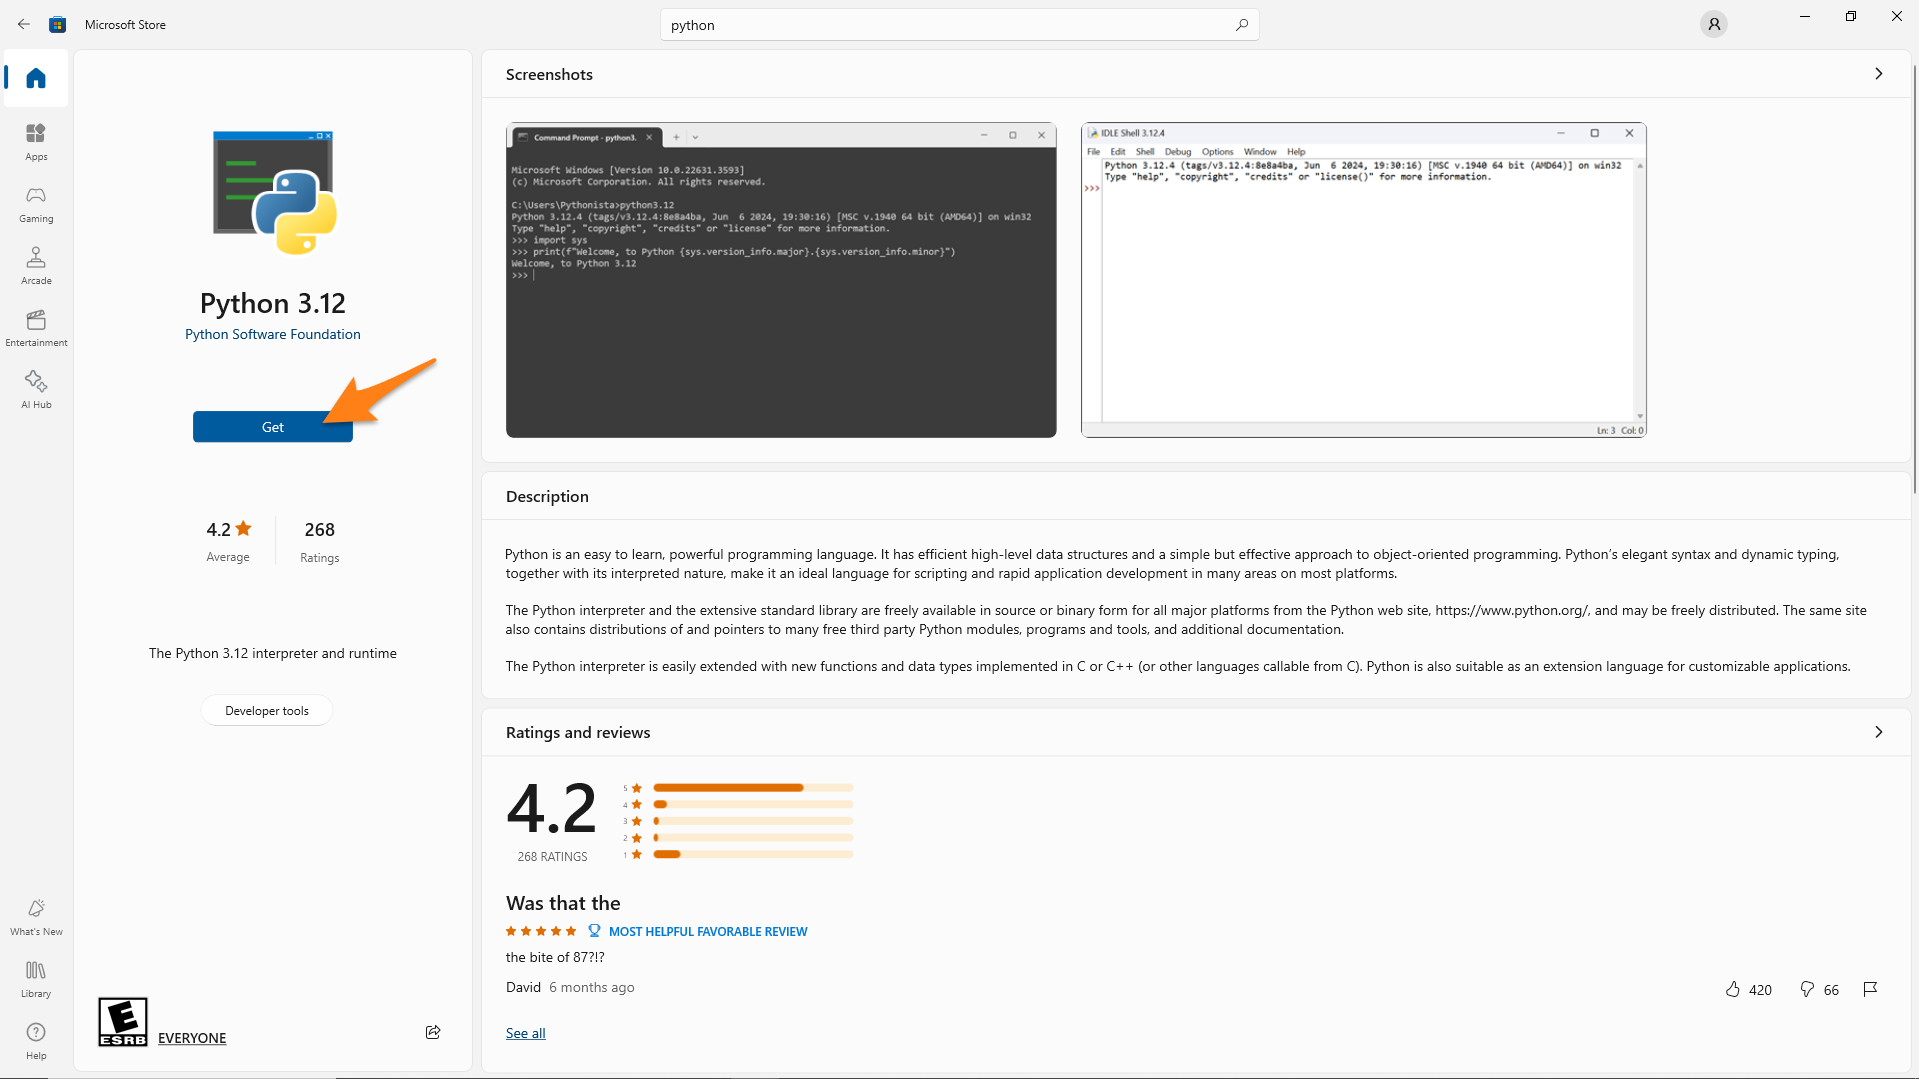 Microsoft Store
python
Apps
Gaming
Arcade
Entertainment
AI Hub
What's New
Library
Help
Python 3.12
Python Software Foundation
Get
4.2
Average
268
Ratings
The Python 3.12 interpreter and runtime
Developer tools
E
ESRB
EVERYONE
Screenshots
Command Prompt - python3.
Microsoft Windows [Version 10.0.22631.3593]
(c) Microsoft Corporation. All rights reserved.
C:\Users\Pythonista>python3.12
Python 3.12.4 (tags/v3.12.4:8e8a4ba, Jun  6 2024, 19:30:16) [MSC v.1940 64 bit (AMD64)] on win32
Type "help", "copyright", "credits" or "license" for more information.
>>> import sys
>>> print(f"Welcome, to Python {sys.version_info.major}.{sys.version_info.minor}")
Welcome, to Python 3.12
>>>
IDLE Shell 3.12.4
File Edit Shell Debug Options Window Help
Python 3.12.4 (tags/v3.12.4:8e8a4ba, Jun  6 2024, 19:30:16) [MSC v.1940 64 bit (AMD64)] on win32
Type "help", "copyright", "credits" or "license()" for more information.
>>>
Ln: 3 Col: 0
Description
Python is an easy to learn, powerful programming language. It has efficient high-level data structures and a simple but effective approach to object-oriented programming. Python's elegant syntax and dynamic typing,
together with its interpreted nature, make it an ideal language for scripting and rapid application development in many areas on most platforms.
The Python interpreter and the extensive standard library are freely available in source or binary form for all major platforms from the Python web site, https://www.python.org/, and may be freely distributed. The same site
also contains distributions of and pointers to many free third party Python modules, programs and tools, and additional documentation.
The Python interpreter is easily extended with new functions and data types implemented in C or C++ (or other languages callable from C). Python is also suitable as an extension language for customizable applications.
Ratings and reviews
4.2
268 RATINGS
5
4
3
2
1
Was that the
MOST HELPFUL FAVORABLE REVIEW
the bite of 87?!?
David 6 months ago
420
66
See all